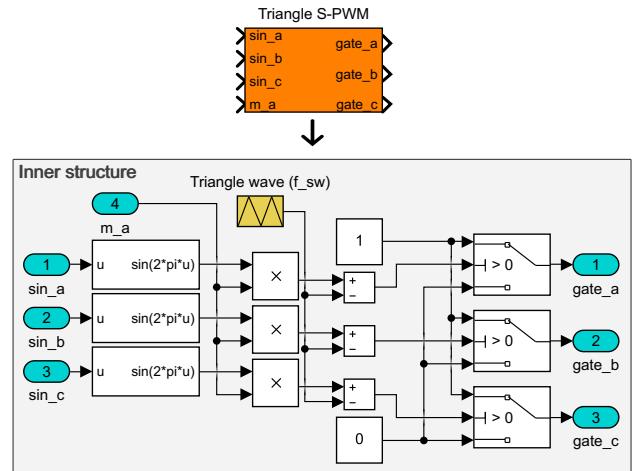 Triangle S-PWM
sin_a
gate_a
sin_b
gate_b
sin_c
m_a
gate_c
Inner structure
Triangle wave (f_sw)
4
m_a
1
1
u
sin(2*pi*u)
×
+
−
> 0
1
sin_a
gate_a
2
u
sin(2*pi*u)
×
+
−
> 0
2
sin_b
gate_b
3
u
sin(2*pi*u)
×
+
−
> 0
3
sin_c
gate_c
0